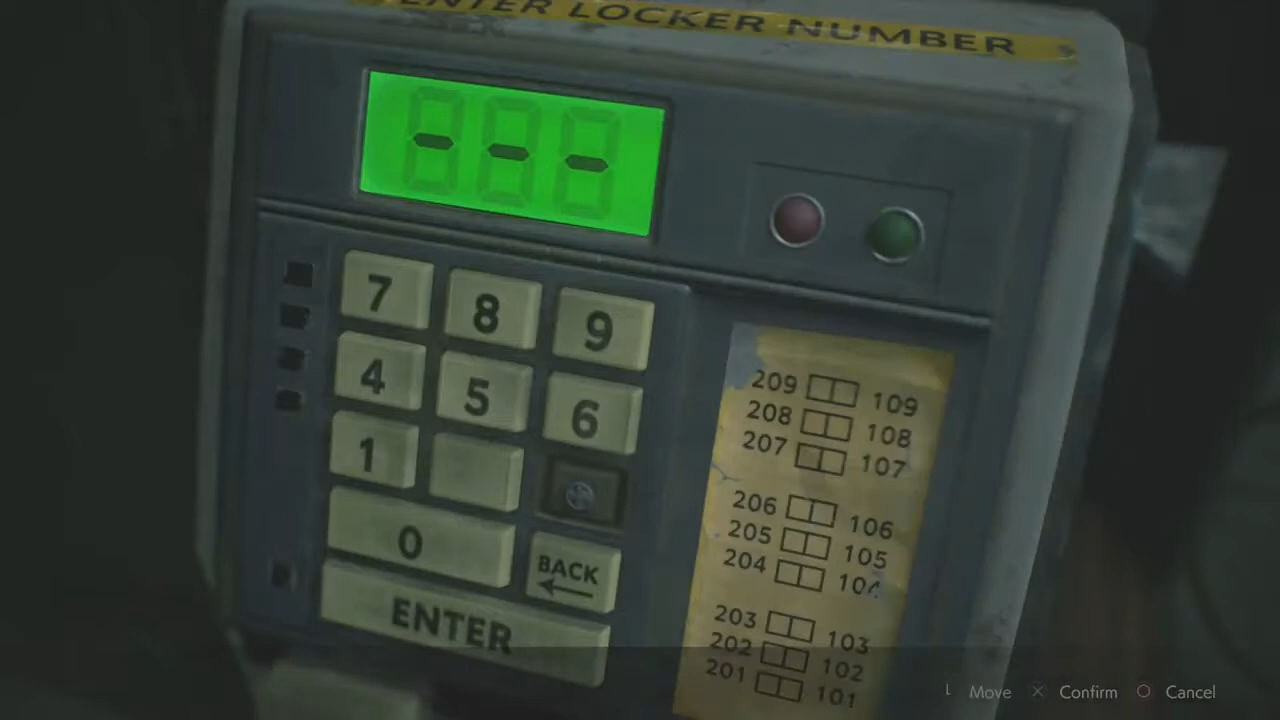 ENTER LOCKER NUMBER
- - -
7 8 9
4 5 6
1
0 BACK
ENTER
209 109
208 108
207 107
206 106
205 105
204 104
203 103
202 102
201 101
L Move X Confirm O Cancel